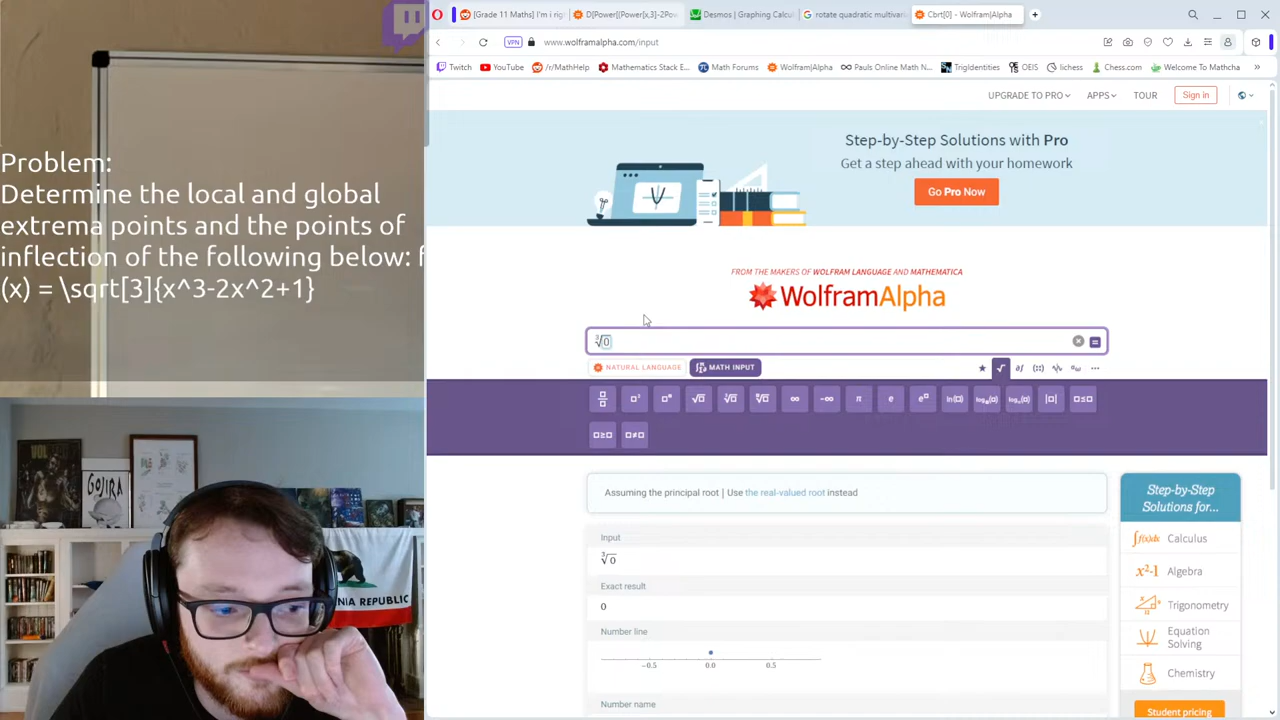 [Grade 11 Maths] I'm i rig
D[Power[(Power[x,3]-2Pow
Desmos | Graphing Calcu
rotate quadratic multivari
Cbrt[0] - Wolfram|Alpha
VPN
www.wolframalpha.com/input
Twitch
YouTube
/r/MathHelp
Mathematics Stack E...
Math Forums
Wolfram|Alpha
Pauls Online Math N...
TrigIdentities
OEIS
lichess
Chess.com
Welcome To Mathcha
UPGRADE TO PRO
APPS
TOUR
Sign in
Step-by-Step Solutions with Pro
Get a step ahead with your homework
Go Pro Now
Problem:
Determine the local and global
extrema points and the points of
inflection of the following below: f
(x) = \sqrt[3]{x^3-2x^2+1}
FROM THE MAKERS OF WOLFRAM LANGUAGE AND MATHEMATICA
WolframAlpha
∛0
NATURAL LANGUAGE
MATH INPUT
Assuming the principal root | Use the real-valued root instead
Input
∛0
Exact result
0
Number line
-0.5 0.0 0.5
Number name
Step-by-Step
Solutions for...
Calculus
Algebra
Trigonometry
Equation
Solving
Chemistry
Student pricing
GOJIRA
NIA REPUBLIC